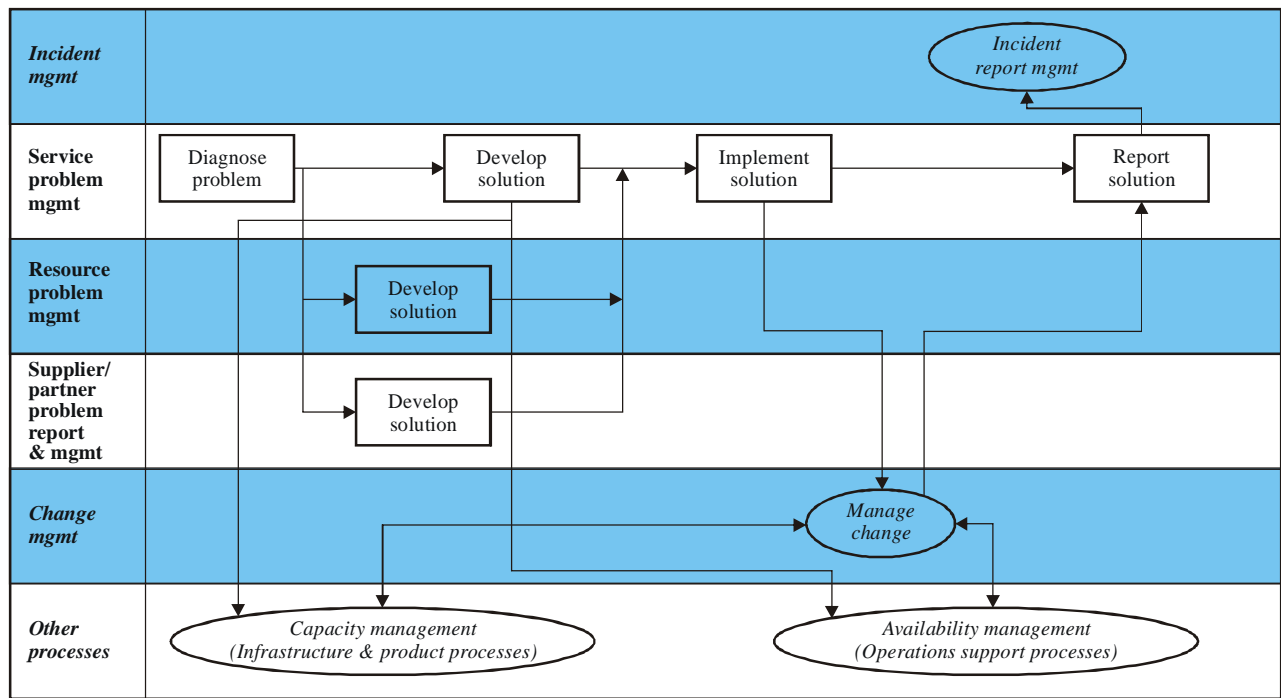 Incident
mgmt
Incident
report mgmt
Service
problem
mgmt
Diagnose
problem
Develop
solution
Implement
solution
Report
solution
Resource
problem
mgmt
Develop
solution
Supplier/
partner
problem
report
& mgmt
Develop
solution
Change
mgmt
Manage
change
Other
processes
Capacity management
(Infrastructure & product processes)
Availability management
(Operations support processes)